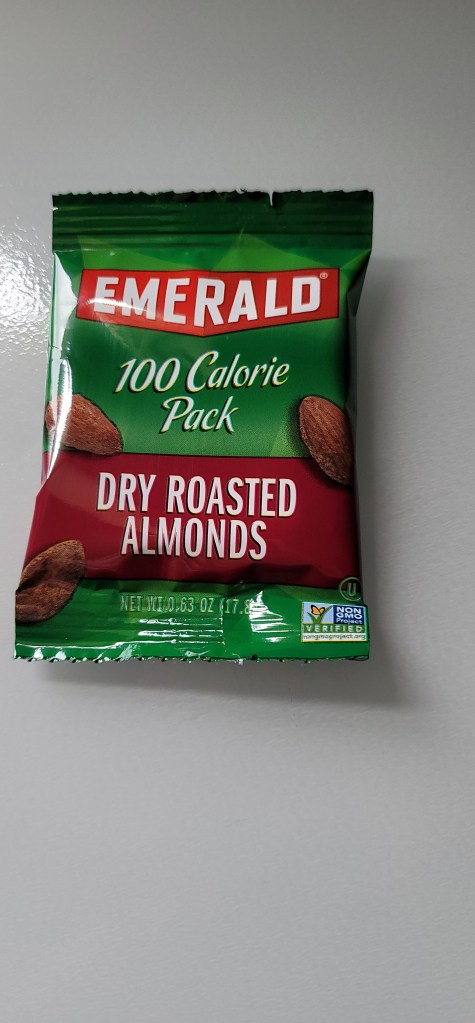 EMERALD®
100 Calorie
Pack
DRY ROASTED
ALMONDS
U
NET WT 0.63 OZ
NON
GMO
Project
VERIFIED
nongmoproject.org